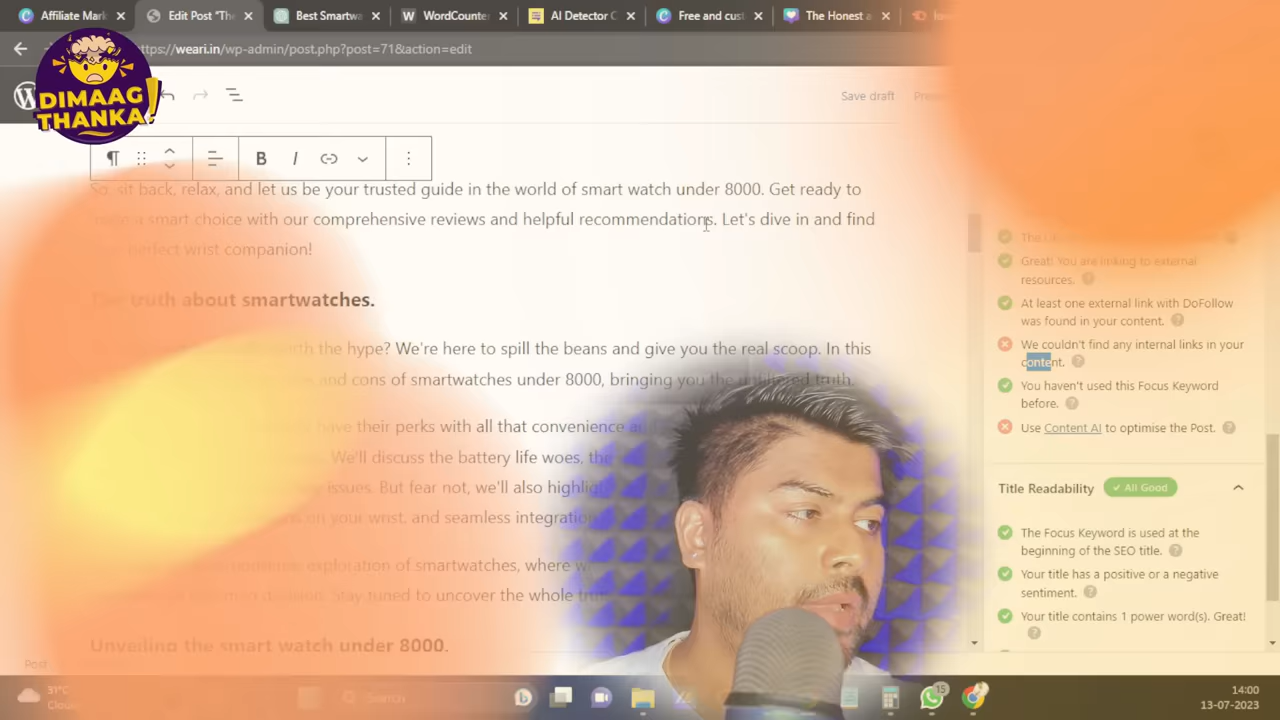 Affiliate Mark
Edit Post "Th
Best Smartwa
WordCounte
AI Detector
Free and cus
The Honest a
https://weari.in/wp-admin/post.php?post=71&action=edit
DIMAAG
THANKA!
Save draft
B I
So, sit back, relax, and let us be your trusted guide in the world of smart watch under 8000. Get ready to
a smart choice with our comprehensive reviews and helpful recommendations. Let's dive in and find
perfect wrist companion!
The truth about smartwatches.
the hype? We're here to spill the beans and give you the real scoop. In this
and cons of smartwatches under 8000, bringing you the unfiltered truth.
have their perks with all that convenience
We'll discuss the battery life woes, the
issues. But fear not, we'll also
on your wrist, and seamless integration
exploration of smartwatches, where
Stay tuned to uncover the whole
Unveiling the smart watch under 8000.
Great! You are linking to external
resources.
At least one external link with DoFollow
was found in your content.
We couldn't find any internal links in your
content.
You haven't used this Focus Keyword
before.
Use Content AI to optimise the Post.
Title Readability
All Good
The Focus Keyword is used at the
beginning of the SEO title.
Your title has a positive or a negative
sentiment.
Your title contains 1 power word(s). Great!
Post
31°C
Search
15
14:00
13-07-2023